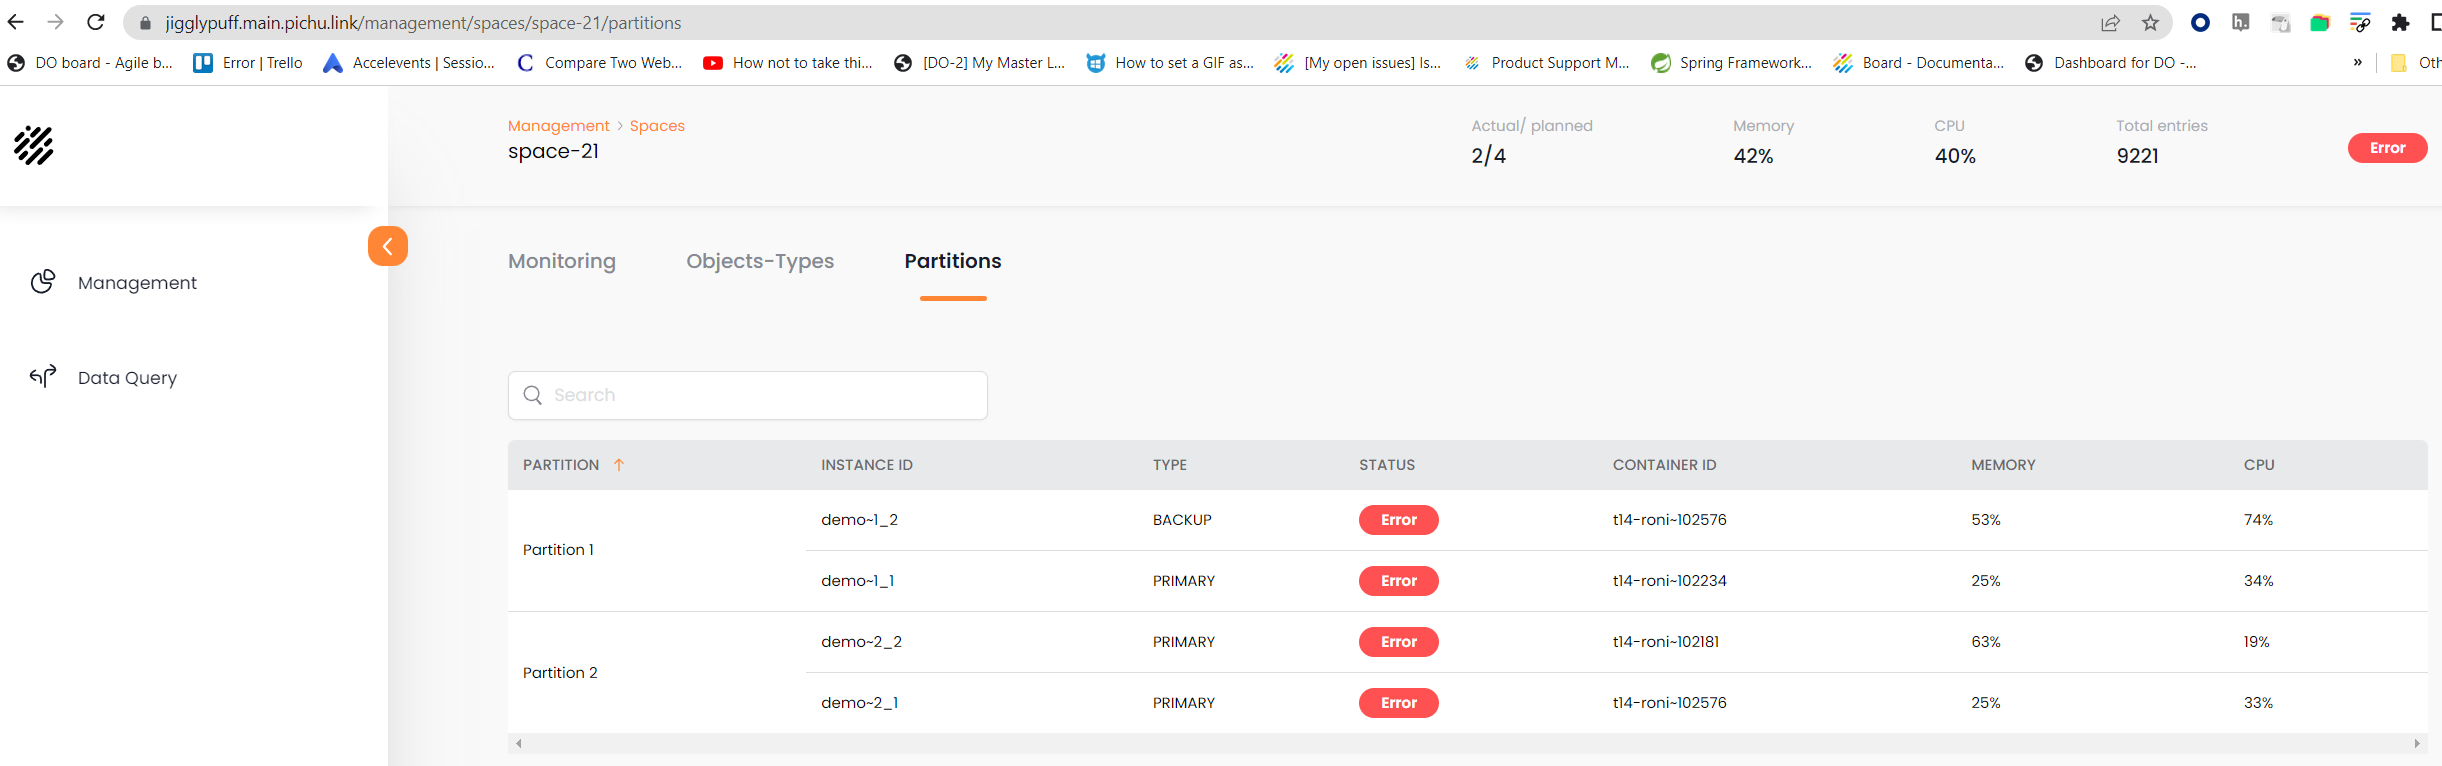 jigglypuff.main.pichu.link/management/spaces/space-21/partitions
DO board - Agile b... Error | Trello Accelevents | Sessio... Compare Two Web... How not to take thi... [DO-2] My Master L... How to set a GIF as... [My open issues] Is... Product Support M... Spring Framework... Board - Documenta... Dashboard for DO -... » Oth
Management > Spaces
space-21
Actual/ planned Memory CPU Total entries
2/4 42% 40% 9221 Error
Management
Data Query
Monitoring Objects-Types Partitions
Search
PARTITION INSTANCE ID TYPE STATUS CONTAINER ID MEMORY CPU
Partition 1
demo~1_2 BACKUP Error t14-roni~102576 53% 74%
demo~1_1 PRIMARY Error t14-roni~102234 25% 34%
Partition 2
demo~2_2 PRIMARY Error t14-roni~102181 63% 19%
demo~2_1 PRIMARY Error t14-roni~102576 25% 33%